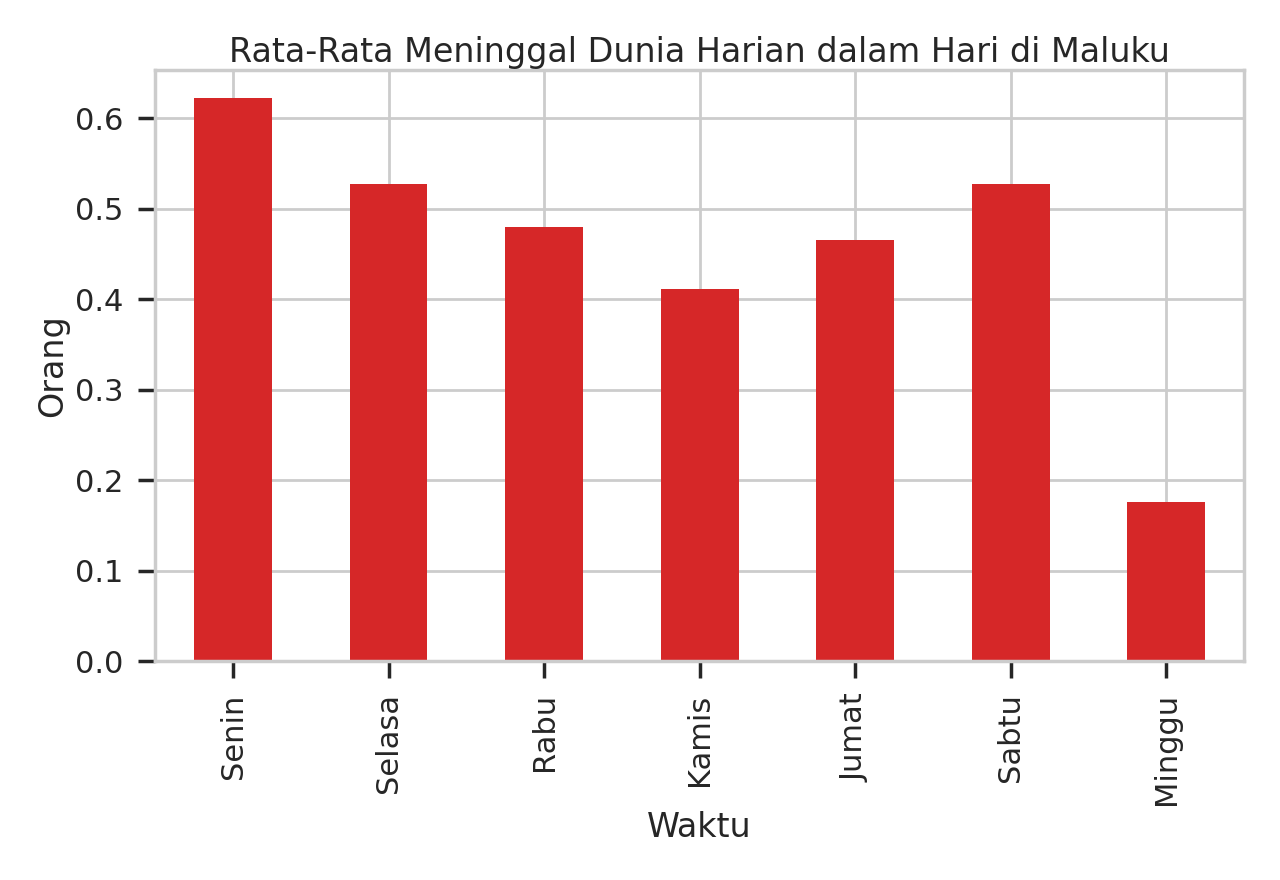 Rata-Rata Meninggal Dunia Harian dalam Hari di Maluku
0.6
0.5
0.4
0.3
0.2
0.1
0.0
Orang
Senin
Selasa
Rabu
Kamis
Jumat
Sabtu
Minggu
Waktu